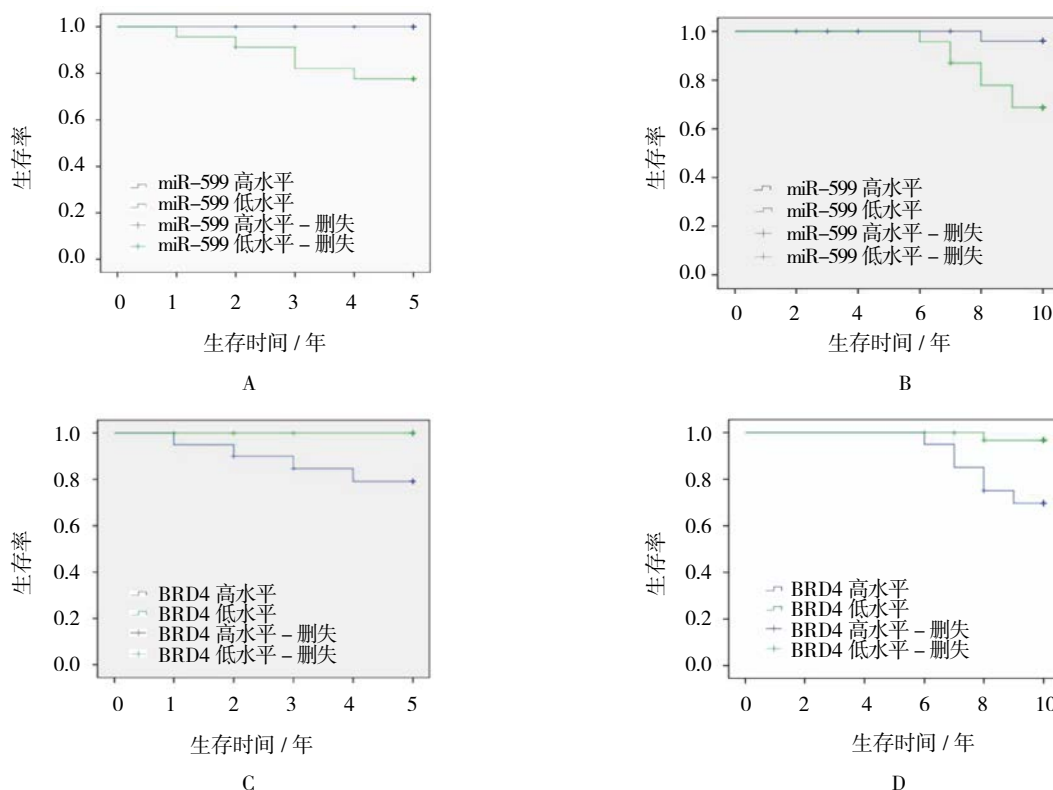 1.0
0.8
0.6
0.4
0.2
0.0
生存率
miR-599 高水平
miR-599 低水平
miR-599 高水平 – 删失
miR-599 低水平 – 删失
0 1 2 3 4 5
生存时间 / 年
A
1.0
0.8
0.6
0.4
0.2
0.0
生存率
miR-599 高水平
miR-599 低水平
miR-599 高水平 – 删失
miR-599 低水平 – 删失
0 2 4 6 8 10
生存时间 / 年
B
1.0
0.8
0.6
0.4
0.2
0.0
生存率
BRD4 高水平
BRD4 低水平
BRD4 高水平 – 删失
BRD4 低水平 – 删失
0 1 2 3 4 5
生存时间 / 年
C
1.0
0.8
0.6
0.4
0.2
0.0
生存率
BRD4 高水平
BRD4 低水平
BRD4 高水平 – 删失
BRD4 低水平 – 删失
0 2 4 6 8 10
生存时间 / 年
D